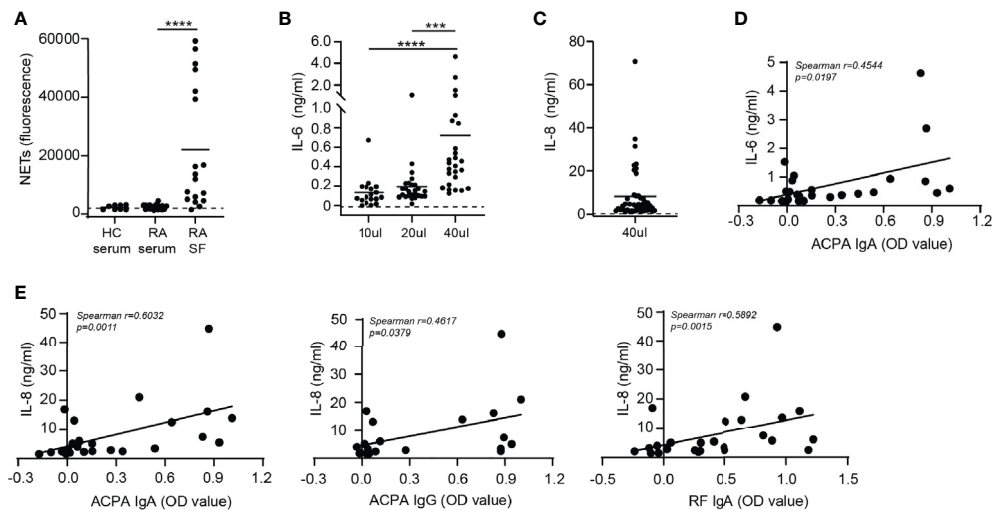 A
B
C
D
****
60000
40000
20000
0
NETs (fluorescence)
HC
serum
RA
serum
RA
SF
***
****
6.0
5.0
4.0
3.0
2.0
1.0
0.8
0.6
0.4
0.2
0
IL-6 (ng/ml)
10ul
20ul
40ul
80
60
40
20
0
IL-8 (ng/ml)
40ul
Spearman r=0.4544
p=0.0197
5
4
3
2
1
IL-6 (ng/ml)
-0.3
0.0
0.3
0.6
0.9
1.2
ACPA IgA (OD value)
E
Spearman r=0.6032
p=0.0011
50
40
30
20
10
IL-8 (ng/ml)
-0.3
0.0
0.3
0.6
0.9
1.2
ACPA IgA (OD value)
Spearman r=0.4617
p=0.0379
50
40
30
20
10
IL-8 (ng/ml)
-0.3
0.0
0.3
0.6
0.9
1.2
ACPA IgG (OD value)
Spearman r=0.5892
p=0.0015
50
40
30
20
10
IL-8 (ng/ml)
-0.5
0.0
0.5
1.0
1.5
RF IgA (OD value)